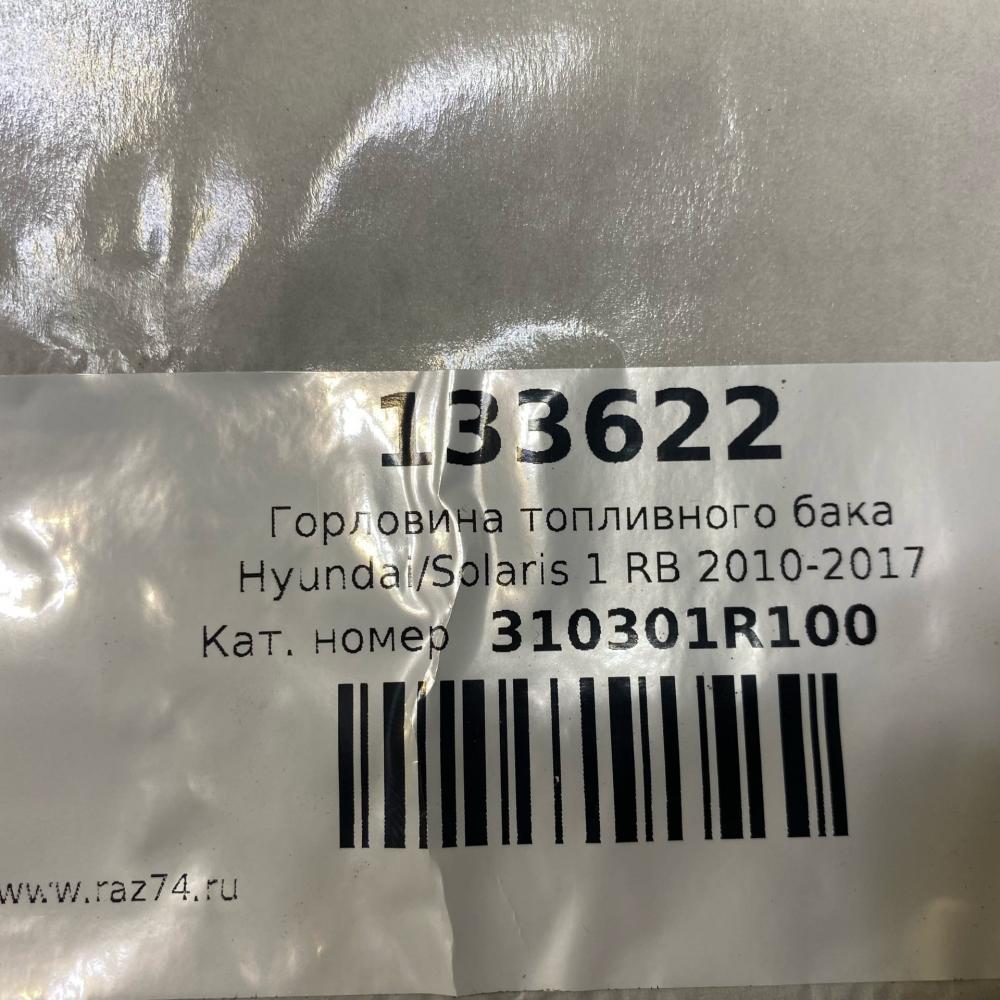 133622
Горловина топливного бака
Hyundai/Solaris 1 RB 2010-2017
Кат. номер 310301R100
www.raz74.ru